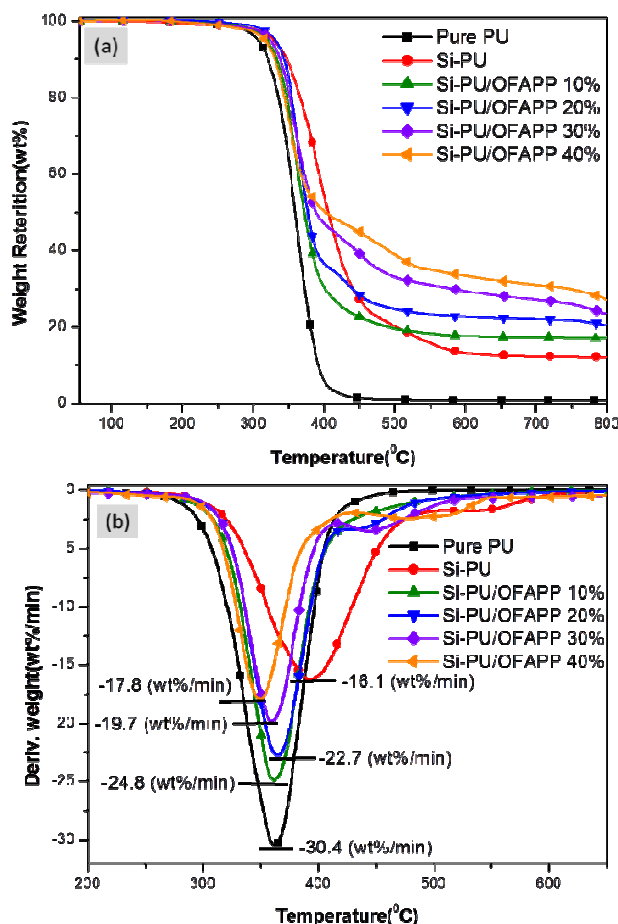 (a)
Pure PU
Si-PU
Si-PU/OFAPP 10%
Si-PU/OFAPP 20%
Si-PU/OFAPP 30%
Si-PU/OFAPP 40%
100
80
60
40
20
0
Weight Reterition(wt%)
100
200
300
400
500
600
700
800
Temperature(⁰C)
(b)
Pure PU
Si-PU
Si-PU/OFAPP 10%
Si-PU/OFAPP 20%
Si-PU/OFAPP 30%
Si-PU/OFAPP 40%
0
-5
-10
-15
-20
-25
-30
Deriv. weight(wt%/min)
-17.8 (wt%/min)
-16.1 (wt%/min)
-19.7 (wt%/min)
-22.7 (wt%/min)
-24.8 (wt%/min)
-30.4 (wt%/min)
200
300
400
500
600
Temperature(⁰C)